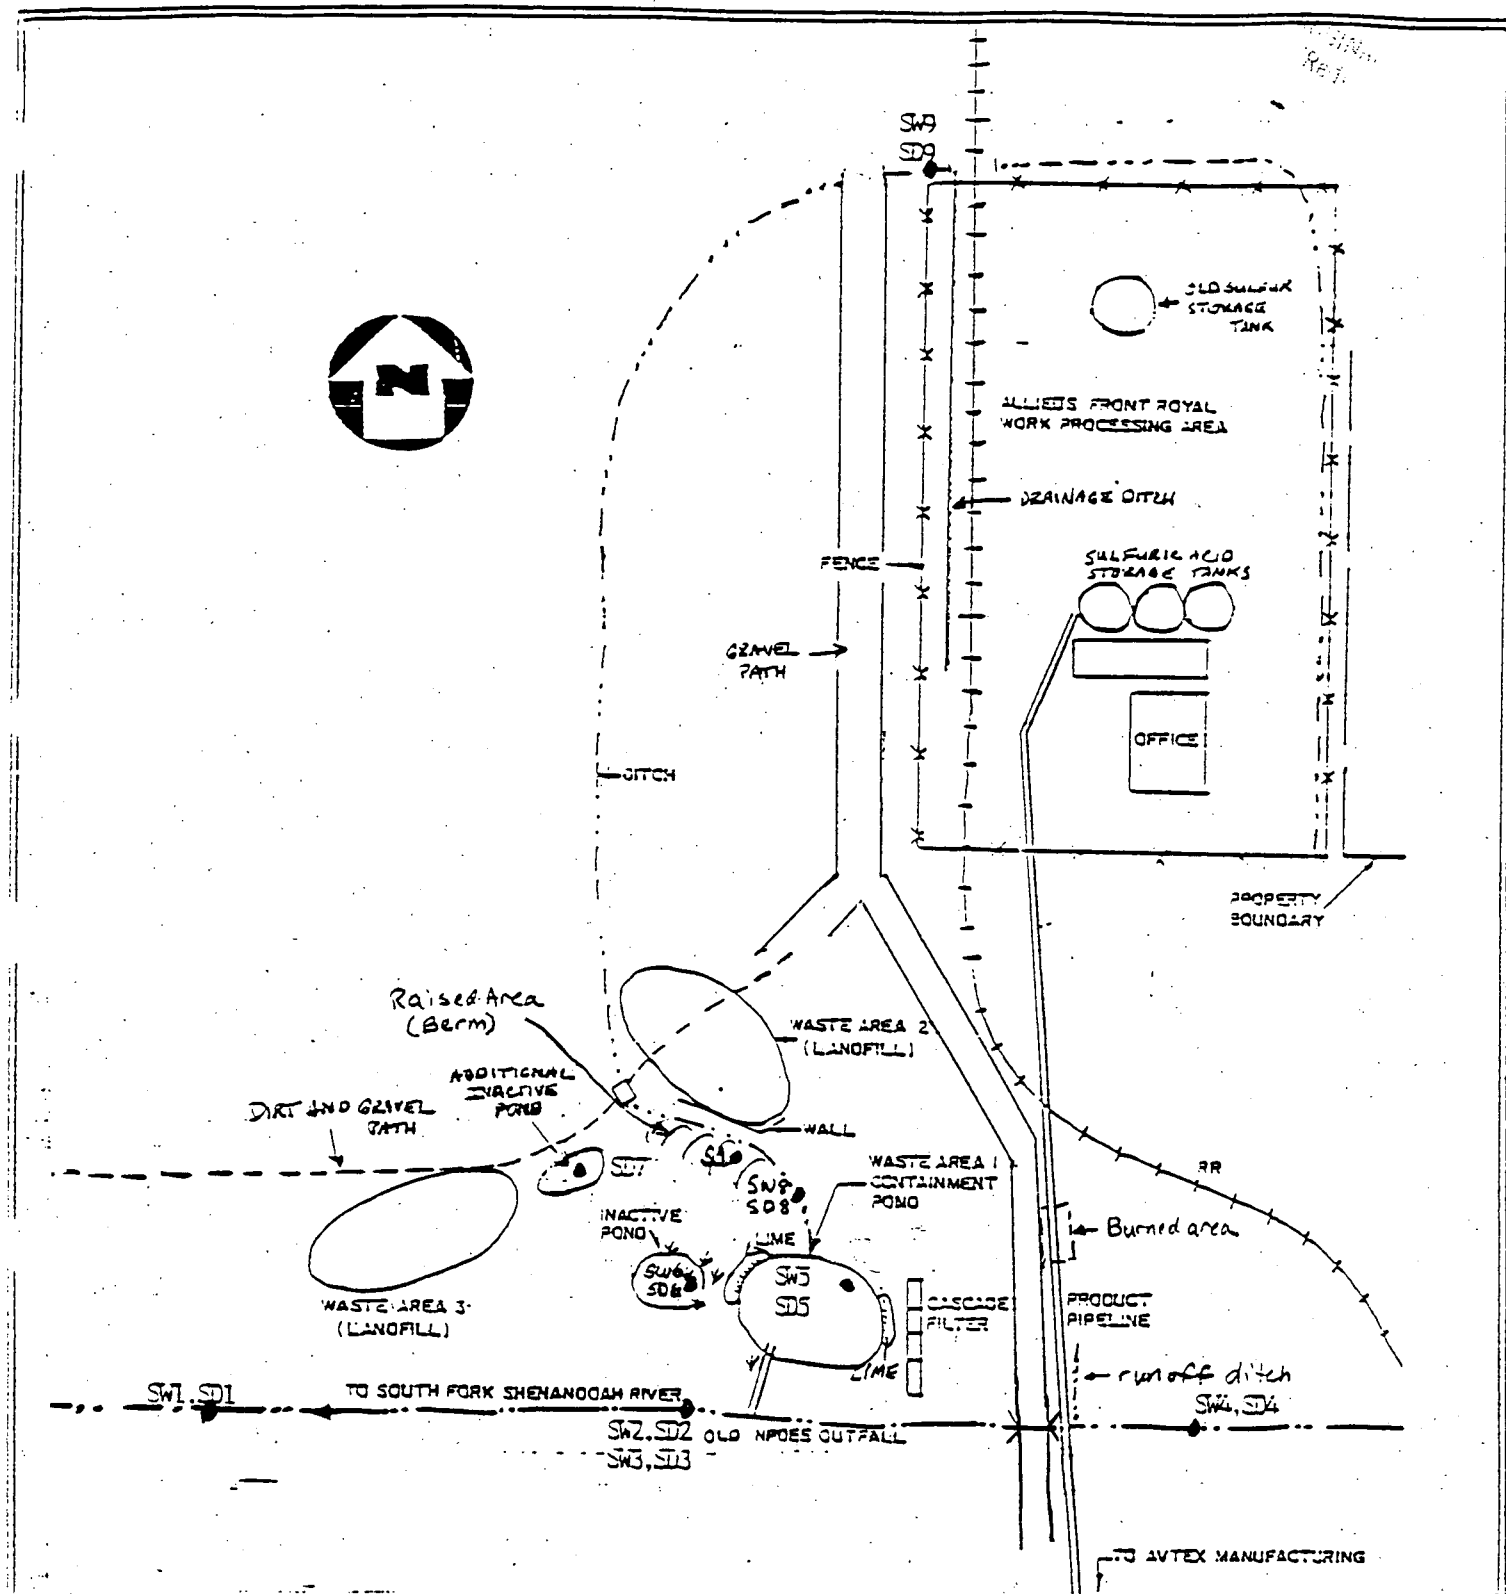 SW9
SD9
OLD SULFUR
STORAGE
TANK
N
ALLIED'S FRONT ROYAL
WORK PROCESSING AREA
DRAINAGE DITCH
FENCE
SULFURIC ACID
STORAGE TANKS
GRAVEL
PATH
OFFICE
DITCH
PROPERTY
BOUNDARY
Raised Area
(Berm)
WASTE AREA 2
(LANDFILL)
ADDITIONAL
INACTIVE
POND
DIRT AND GRAVEL
PATH
WALL
SD7
WASTE AREA 1
CONTAINMENT
POND
RR
SW8
SD8
INACTIVE
POND
LIME
Burned area
SW6
SD6
SW5
SD5
CASCADE
FILTER
PRODUCT
PIPELINE
WASTE AREA 3
(LANDFILL)
LIME
runoff ditch
SW1, SD1
TO SOUTH FORK SHENANDOAH RIVER
SW4, SD4
SW2, SD2
OLD NPDES OUTFALL
SW3, SD3
TO AVTEX MANUFACTURING